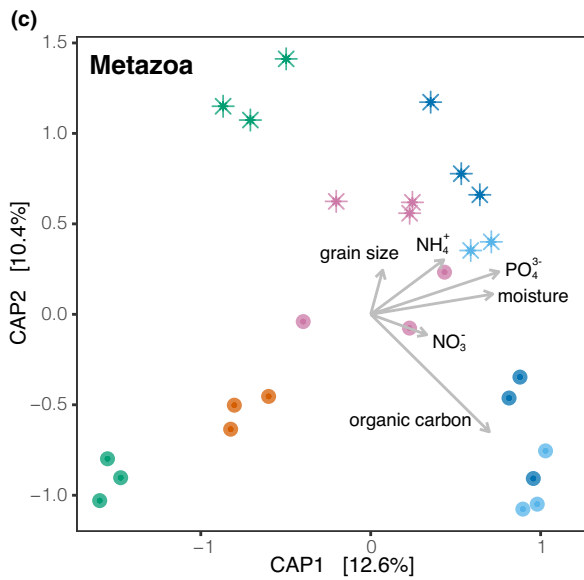 (c)
Metazoa
1.5
1.0
0.5
0.0
−0.5
−1.0
CAP2 [10.4%]
grain size
NH₄⁺
PO₄³⁻
moisture
NO₃⁻
organic carbon
−1
0
1
CAP1 [12.6%]